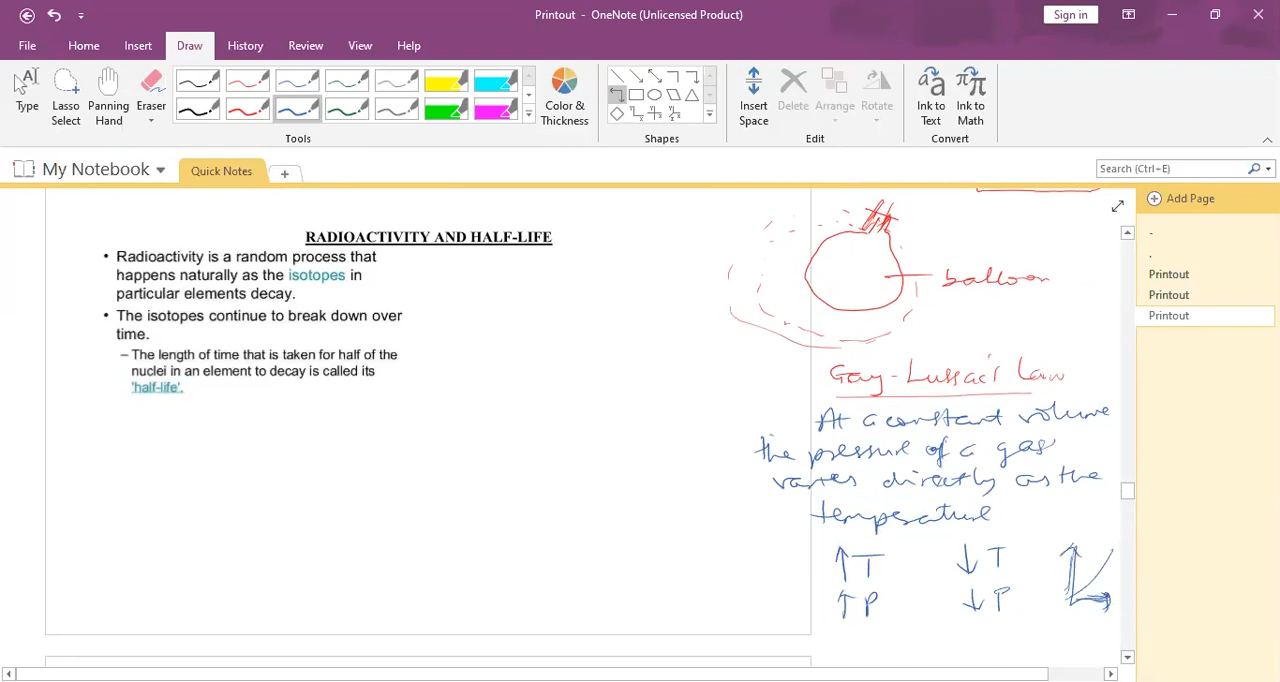 Printout - OneNote (Unlicensed Product)
Sign in
File Home Insert Draw History Review View Help
Type
Lasso Select
Panning Hand
Eraser
Color & Thickness
Insert Space
Delete
Arrange
Rotate
Ink to Text
Ink to Math
Tools
Shapes
Edit
Convert
My Notebook
Quick Notes
Search (Ctrl+E)
Add Page
-
.
Printout
Printout
Printout
RADIOACTIVITY AND HALF-LIFE
• Radioactivity is a random process that
happens naturally as the isotopes in
particular elements decay.
• The isotopes continue to break down over
time.
– The length of time that is taken for half of the
nuclei in an element to decay is called its
'half-life'.
balloon
Gay-Lussac's Law
At a constant volume
the pressure of a gas
varies directly as the
temperature
↑ T ↓ T
↑ P ↓ P